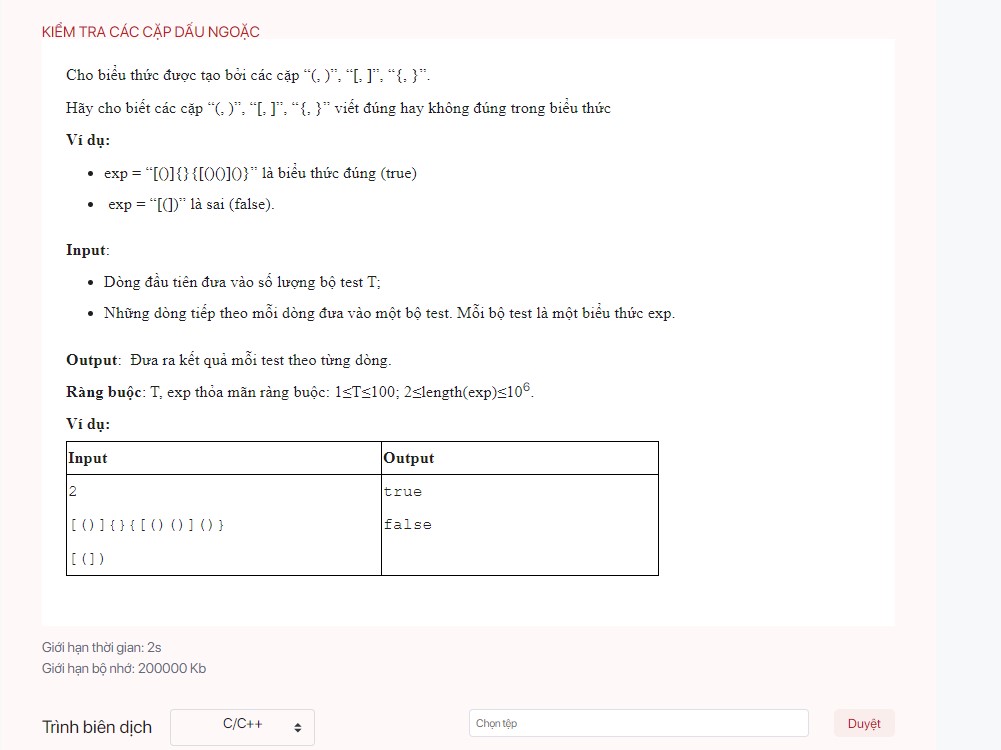 KIỂM TRA CÁC CẶP DẤU NGOẶC
Cho biểu thức được tạo bởi các cặp “(, )”, “[, ]”, “{, }”.
Hãy cho biết các cặp “(, )”, “[, ]”, “{, }” viết đúng hay không đúng trong biểu thức
Ví dụ:
• exp = “[()]{}{[()()]()}” là biểu thức đúng (true)
• exp = “[(])” là sai (false).
Input:
• Dòng đầu tiên đưa vào số lượng bộ test T;
• Những dòng tiếp theo mỗi dòng đưa vào một bộ test. Mỗi bộ test là một biểu thức exp.
Output: Đưa ra kết quả mỗi test theo từng dòng.
Ràng buộc: T, exp thỏa mãn ràng buộc: 1≤T≤100; 2≤length(exp)≤10⁶.
Ví dụ:
Input Output
2 true
[()]{}{[()()]()} false
[(])
Giới hạn thời gian: 2s
Giới hạn bộ nhớ: 200000 Kb
Trình biên dịch C/C++ Chọn tệp Duyệt